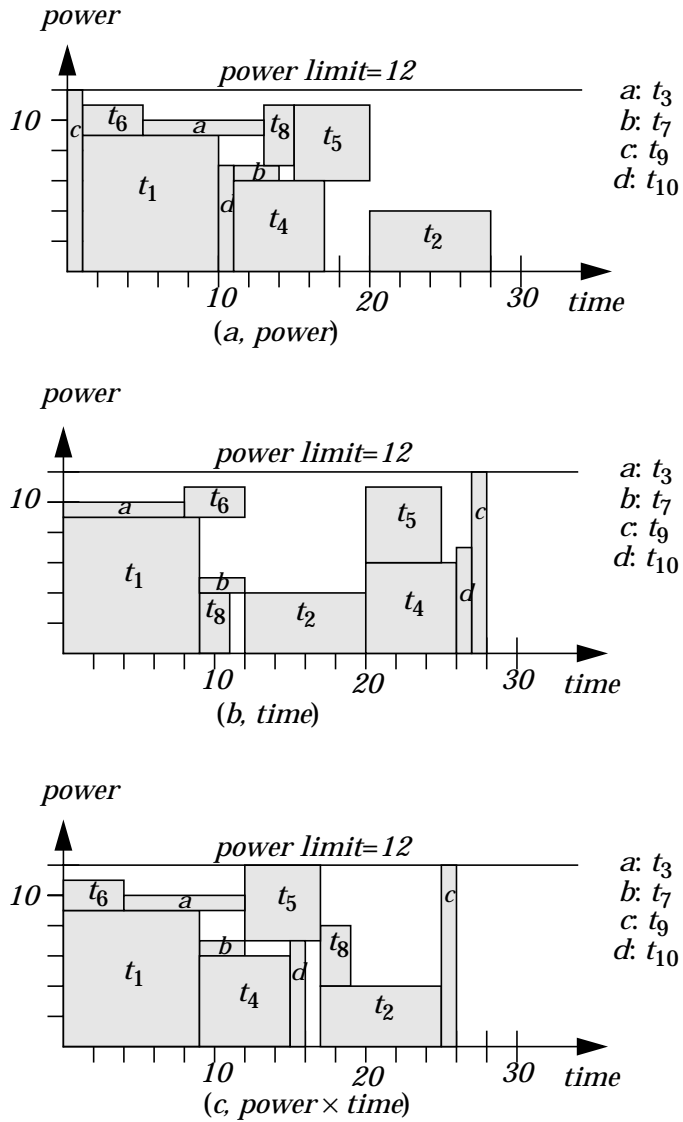 power
power limit=12
a: t3
b: t7
c: t9
d: t10
10
c
t6
a
t8
t5
t1
b
d
t4
t2
10
20
30
time
(a, power)
power
power limit=12
a: t3
b: t7
c: t9
d: t10
10
a
t6
t5
c
t1
b
t8
t2
t4
d
10
20
30
time
(b, time)
power
power limit=12
a: t3
b: t7
c: t9
d: t10
10
t6
a
t5
c
t1
b
t8
d
t4
t2
10
20
30
time
(c, power × time)